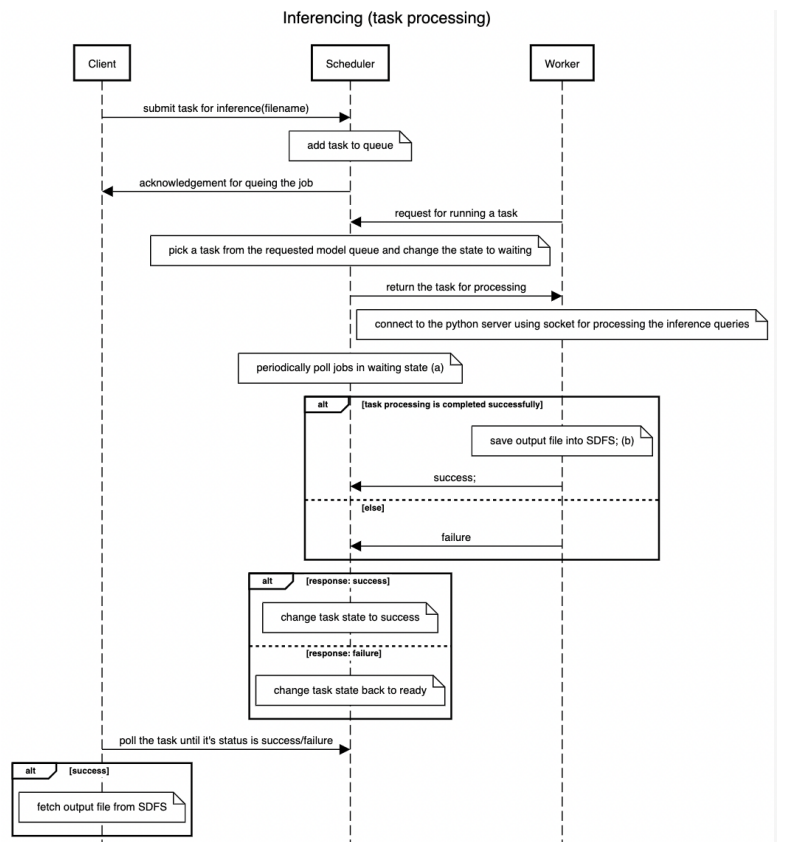 Inferencing (task processing)
Client
Scheduler
Worker
submit task for inference(filename)
add task to queue
acknowledgement for queing the job
request for running a task
pick a task from the requested model queue and change the state to waiting
return the task for processing
connect to the python server using socket for processing the inference queries
periodically poll jobs in waiting state (a)
alt [task processing is completed successfully]
save output file into SDFS; (b)
success;
[else]
failure
alt [response: success]
change task state to success
[response: failure]
change task state back to ready
poll the task until it's status is success/failure
alt [success]
fetch output file from SDFS